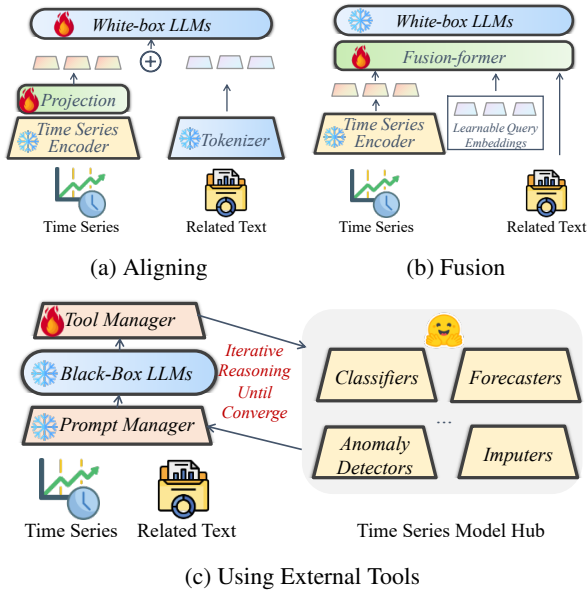 White-box LLMs
Projection
Time Series
Encoder
Tokenizer
Time Series
Related Text
(a) Aligning
White-box LLMs
Fusion-former
Time Series
Encoder
Learnable Query
Embeddings
Time Series
Related Text
(b) Fusion
Tool Manager
Black-Box LLMs
Prompt Manager
Iterative
Reasoning
Until
Converge
Time Series
Related Text
Classifiers
Forecasters
...
Anomaly
Detectors
Imputers
Time Series Model Hub
(c) Using External Tools